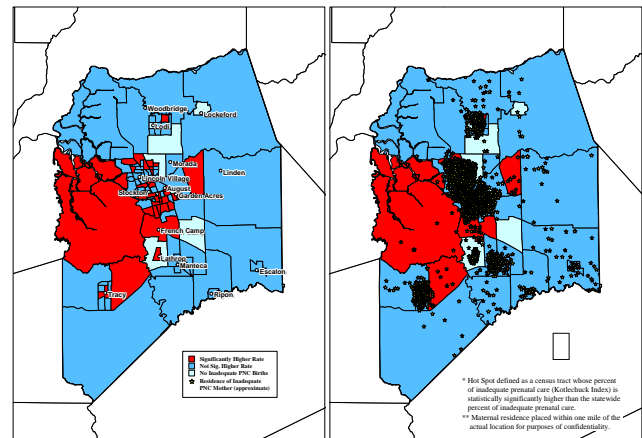 Woodbridge
Lockeford
Lodi
Morada
Linden
Lincoln Village
Stockton
August
Garden Acres
French Camp
Lathrop
Manteca
Escalon
Tracy
Ripon
Significantly Higher Rate
Not Sig. Higher Rate
No Inadequate PNC Births
Residence of Inadequate
PNC Mother (approximate)
* Hot Spot defined as a census tract whose percent
of inadequate prenatal care (Kotlechuck Index) is
statistically significantly higher than the statewide
percent of inadequate prenatal care.
** Maternal residence placed within one mile of the
actual location for purposes of confidentiality.